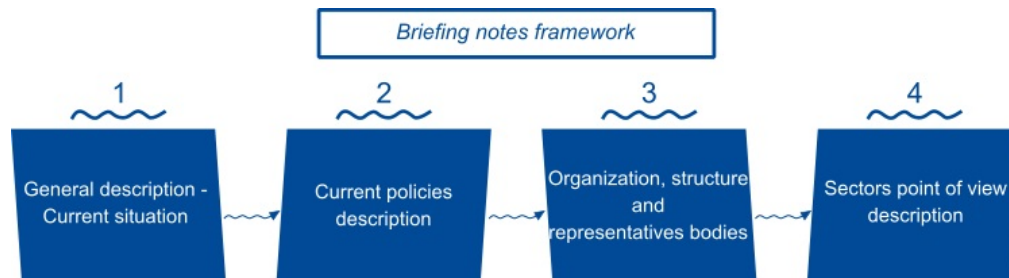 Briefing notes framework
1
2
3
4
General description -
Current situation
Current policies
description
Organization, structure
and
representatives bodies
Sectors point of view
description